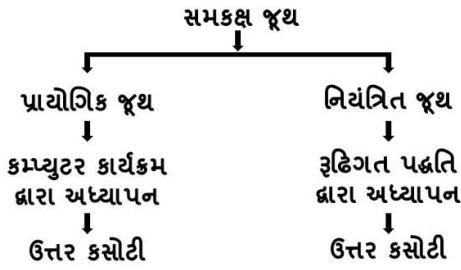 સમકક્ષ જૂથ
પ્રાયોગિક જૂથ
કમ્પ્યુટર કાર્યક્રમ
દ્વારા અધ્યાપન
ઉત્તર કસોટી
નિયંત્રિત જૂથ
રૂઢિગત પદ્ધતિ
દ્વારા અધ્યાપન
ઉત્તર કસોટી